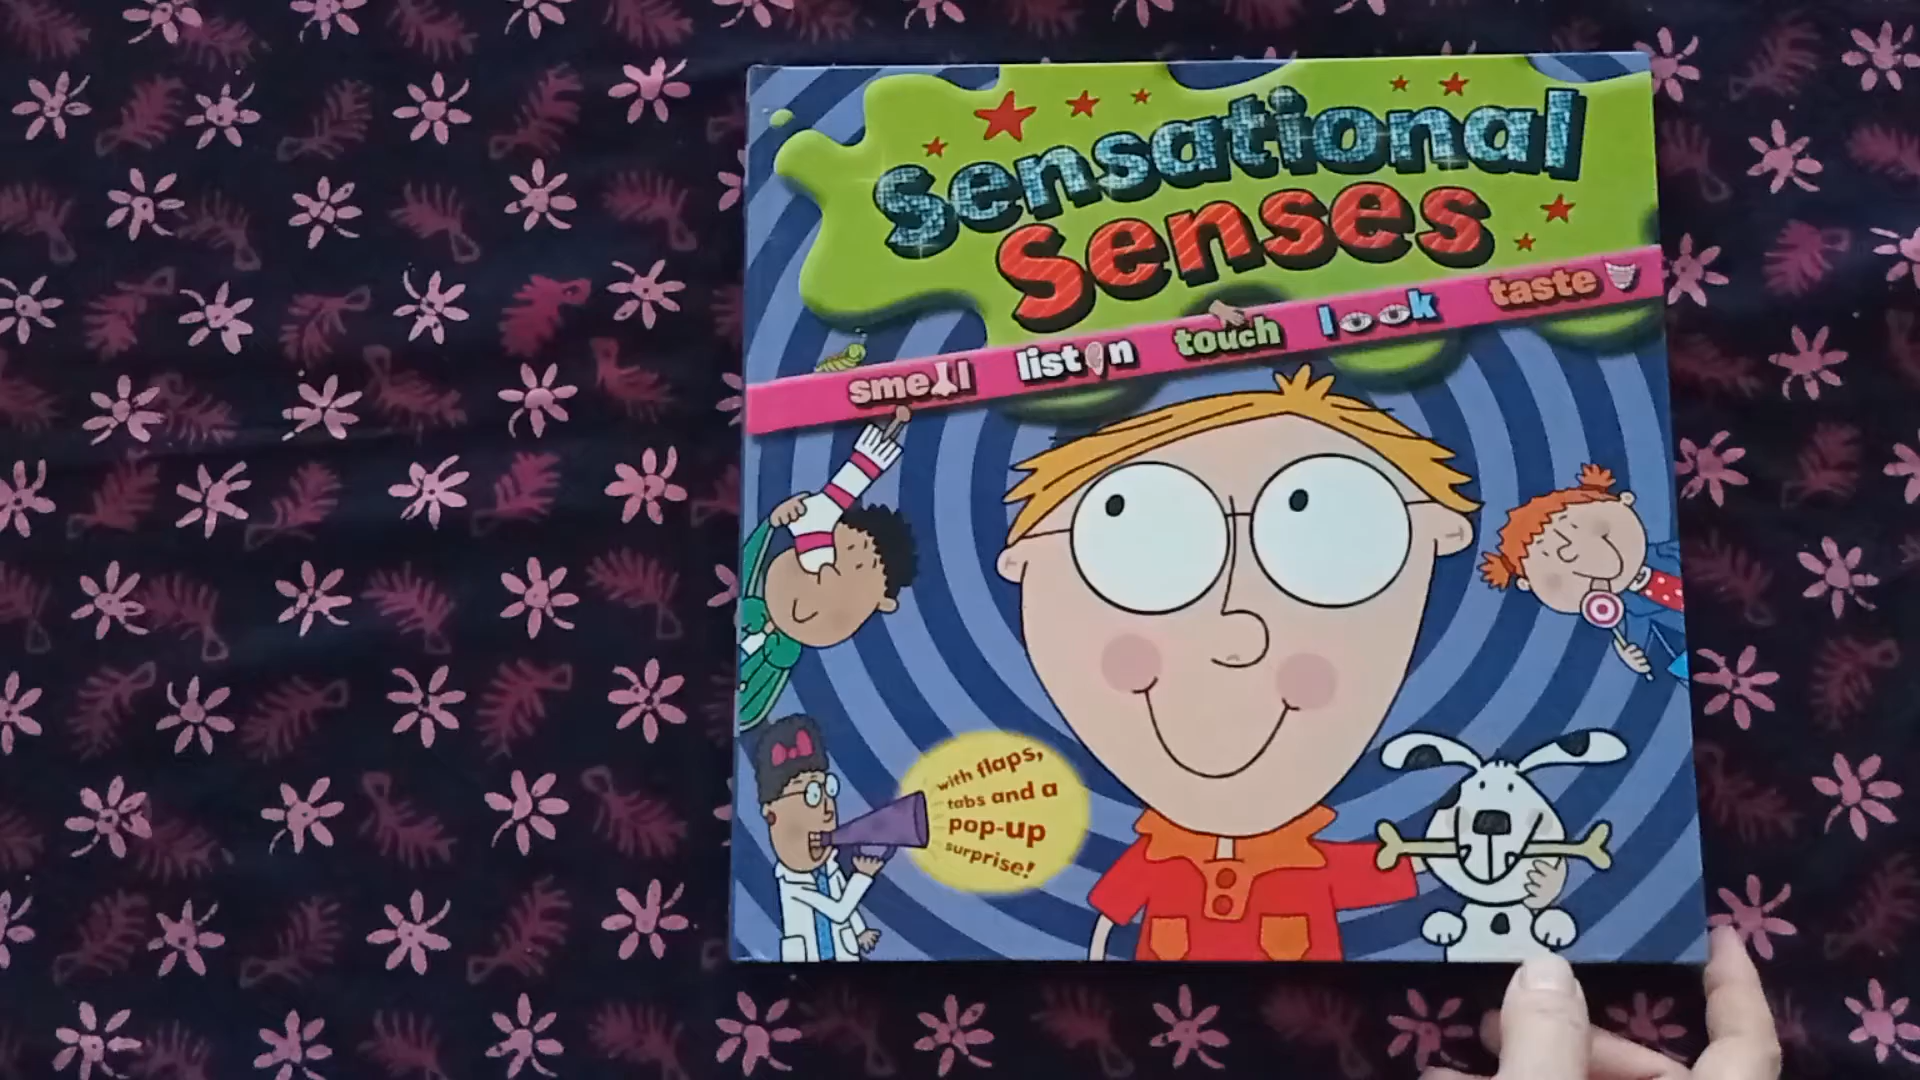 Sensational
Senses
smell listen touch look taste
with flaps,
tabs and a
pop-up
surprise!